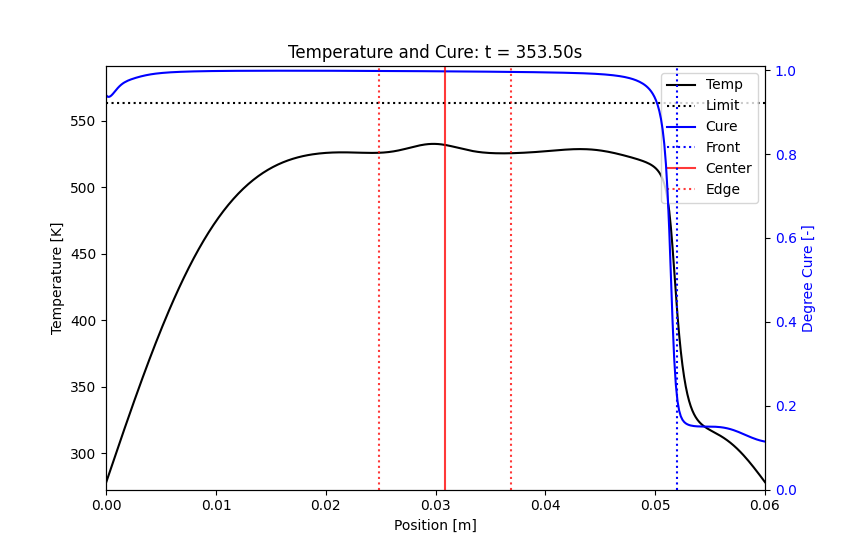 Temperature and Cure: t = 353.50s
Temperature [K]
550
500
450
400
350
300
0.00
0.01
0.02
0.03
0.04
0.05
0.06
Position [m]
1.0
0.8
0.6
0.4
0.2
0.0
Degree Cure [-]
Temp
Limit
Cure
Front
Center
Edge